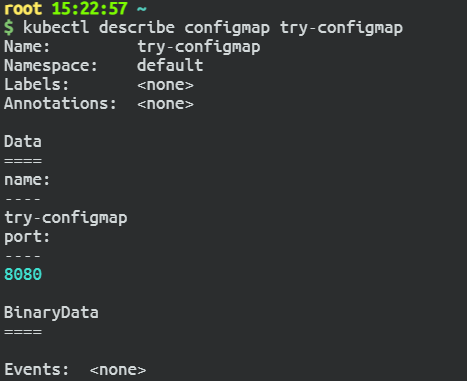 root 15:22:57 ~
$ kubectl describe configmap try-configmap
Name:         try-configmap
Namespace:    default
Labels:       <none>
Annotations:  <none>

Data
====
name:
----
try-configmap
port:
----
8080

BinaryData
====

Events:  <none>